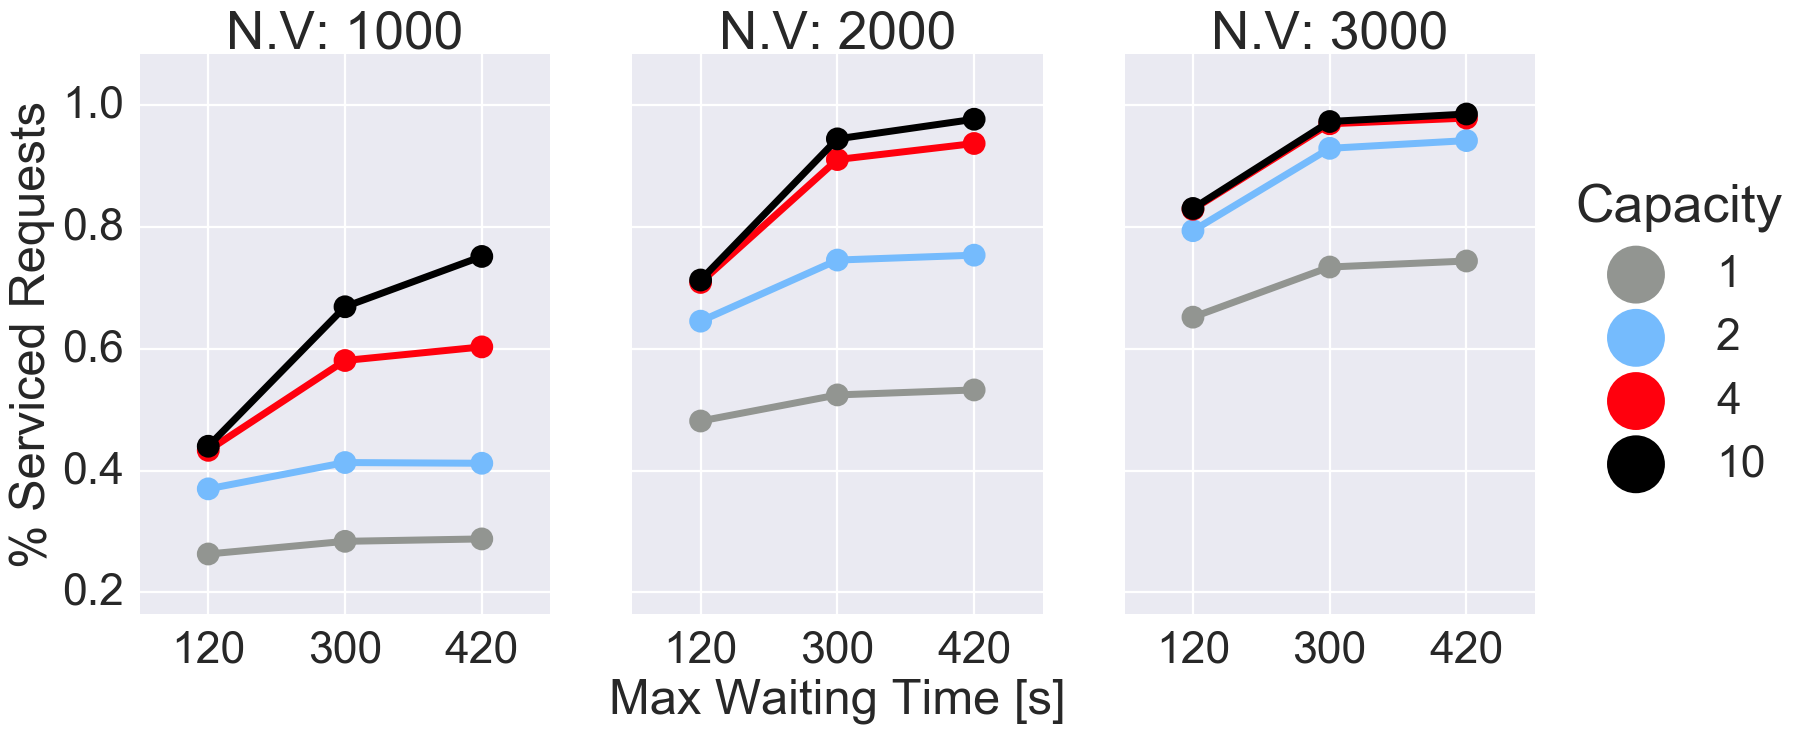 N.V: 1000 N.V: 2000 N.V: 3000
% Serviced Requests
1.0
0.8
0.6
0.4
0.2
120 300 420 120 300 420 120 300 420
Max Waiting Time [s]
Capacity
1
2
4
10